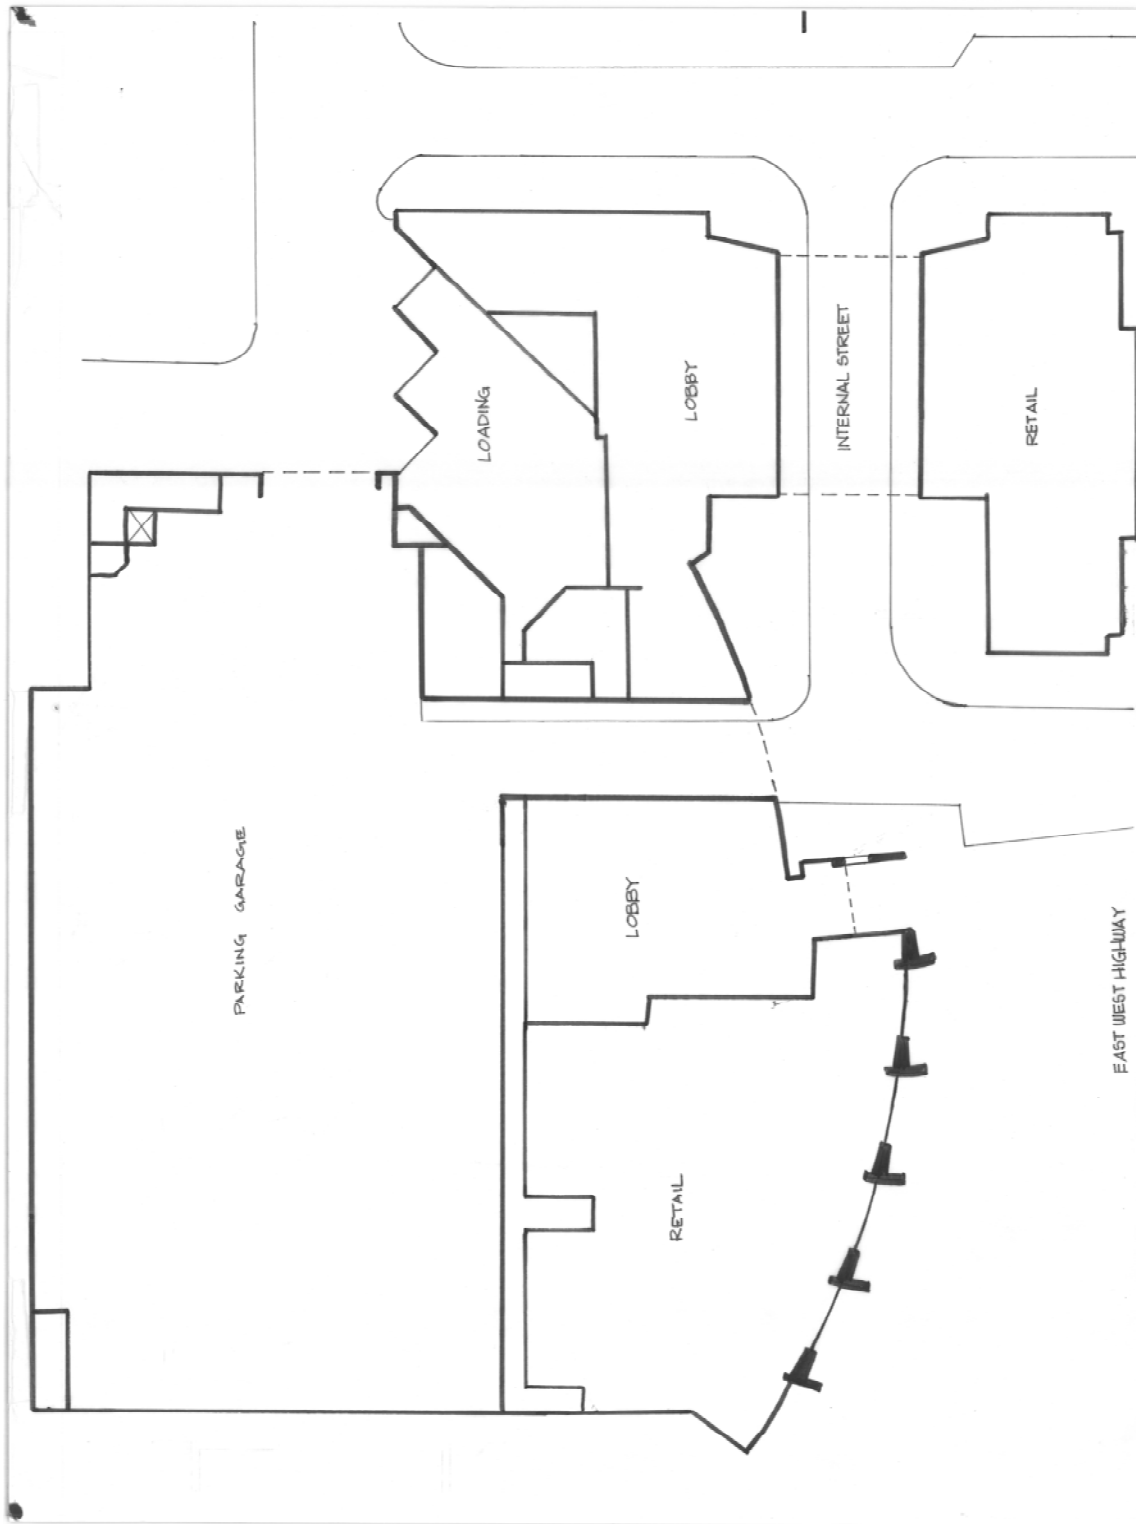 LOADING
LOBBY
INTERNAL STREET
RETAIL
PARKING GARAGE
LOBBY
RETAIL
EAST WEST HIGHWAY